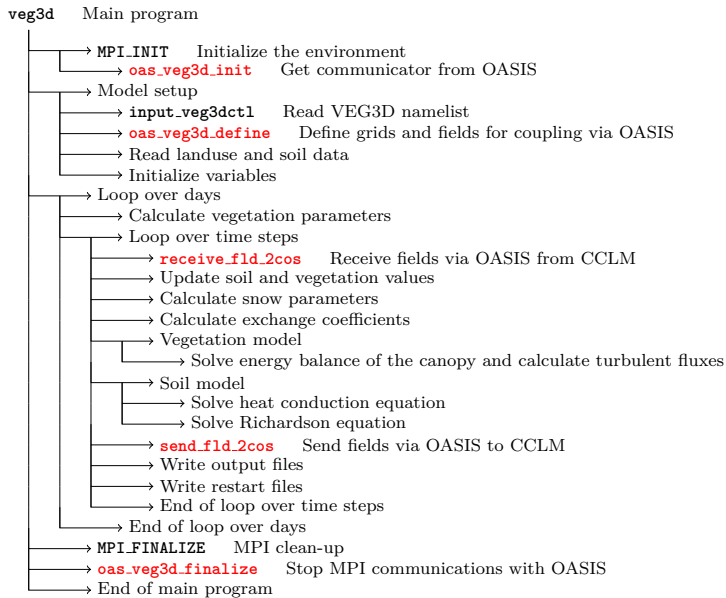 veg3d Main program
MPI_INIT Initialize the environment
oas_veg3d_init Get communicator from OASIS
Model setup
input_veg3dctl Read VEG3D namelist
oas_veg3d_define Define grids and fields for coupling via OASIS
Read landuse and soil data
Initialize variables
Loop over days
Calculate vegetation parameters
Loop over time steps
receive_fld_2cos Receive fields via OASIS from CCLM
Update soil and vegetation values
Calculate snow parameters
Calculate exchange coefficients
Vegetation model
Solve energy balance of the canopy and calculate turbulent fluxes
Soil model
Solve heat conduction equation
Solve Richardson equation
send_fld_2cos Send fields via OASIS to CCLM
Write output files
Write restart files
End of loop over time steps
End of loop over days
MPI_FINALIZE MPI clean-up
oas_veg3d_finalize Stop MPI communications with OASIS
End of main program